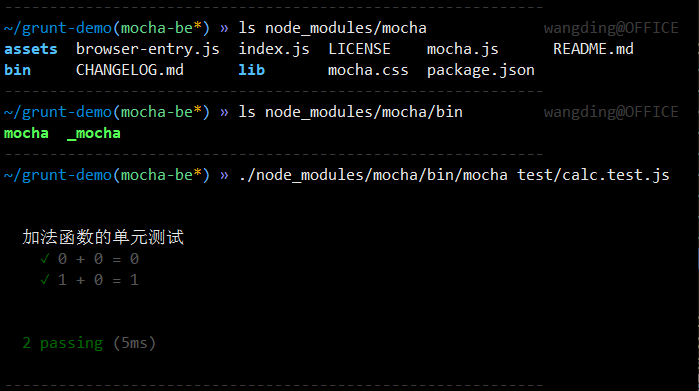 ~/grunt-demo(mocha-be*) » ls node_modules/mocha wangding@OFFICE
assets browser-entry.js index.js LICENSE mocha.js README.md
bin CHANGELOG.md lib mocha.css package.json
~/grunt-demo(mocha-be*) » ls node_modules/mocha/bin wangding@OFFICE
mocha _mocha
~/grunt-demo(mocha-be*) » ./node_modules/mocha/bin/mocha test/calc.test.js
加法函数的单元测试
✓ 0 + 0 = 0
✓ 1 + 0 = 1
2 passing (5ms)